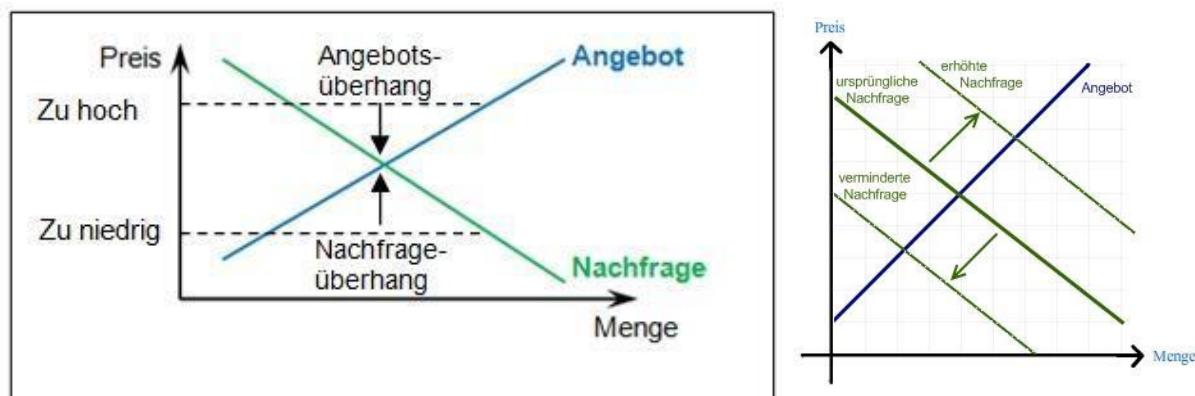 Preis
Angebots-
überhang
Angebot
Zu hoch
Zu niedrig
Nachfrage-
überhang
Nachfrage
Menge
Preis
erhöhte
Nachfrage
ursprüngliche
Nachfrage
Angebot
verminderte
Nachfrage
Menge